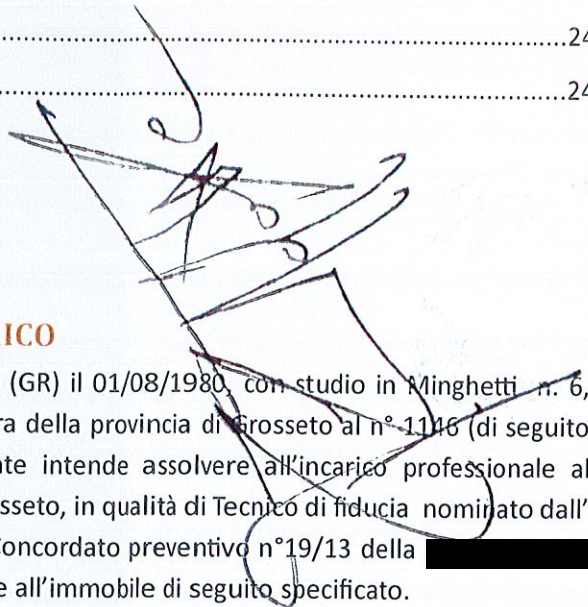 ........................................24
........................................24
ICO
(GR) il 01/08/1980, con studio in Minghetti n. 6,
ra della provincia di Grosseto al n° 1146 (di seguito
te intende assolvere all'incarico professionale al
sseto, in qualità di Tecnico di fiducia nominato dall'
Concordato preventivo n°19/13 della
e all'immobile di seguito specificato.